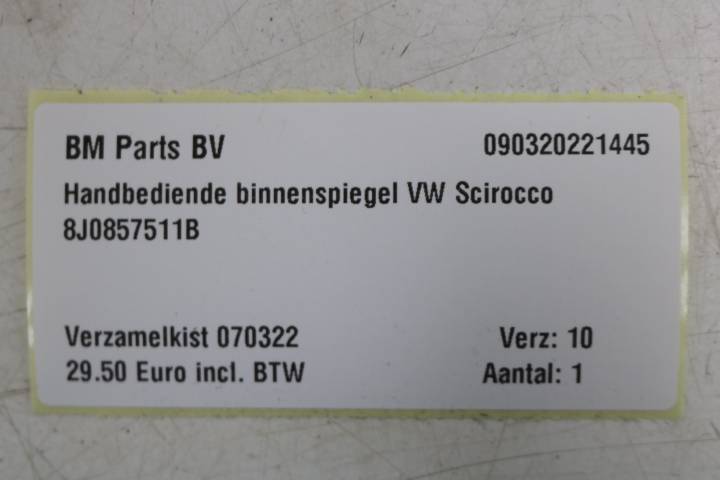 BM Parts BV 090320221445
Handbediende binnenspiegel VW Scirocco
8J0857511B
Verzamelkist 070322 Verz: 10
29.50 Euro incl. BTW Aantal: 1